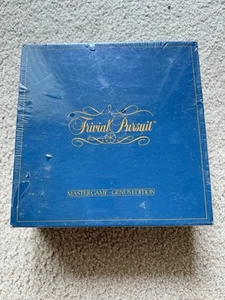 Trivial Pursuit
MASTER GAME - GENUS EDITION